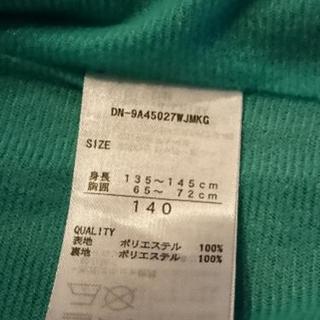 DN-9A45027WJMKG
SIZE
身長 135~145cm
胸囲 65~ 72cm
140
QUALITY
表地 ポリエステル 100%
裏地 ポリエステル 100%